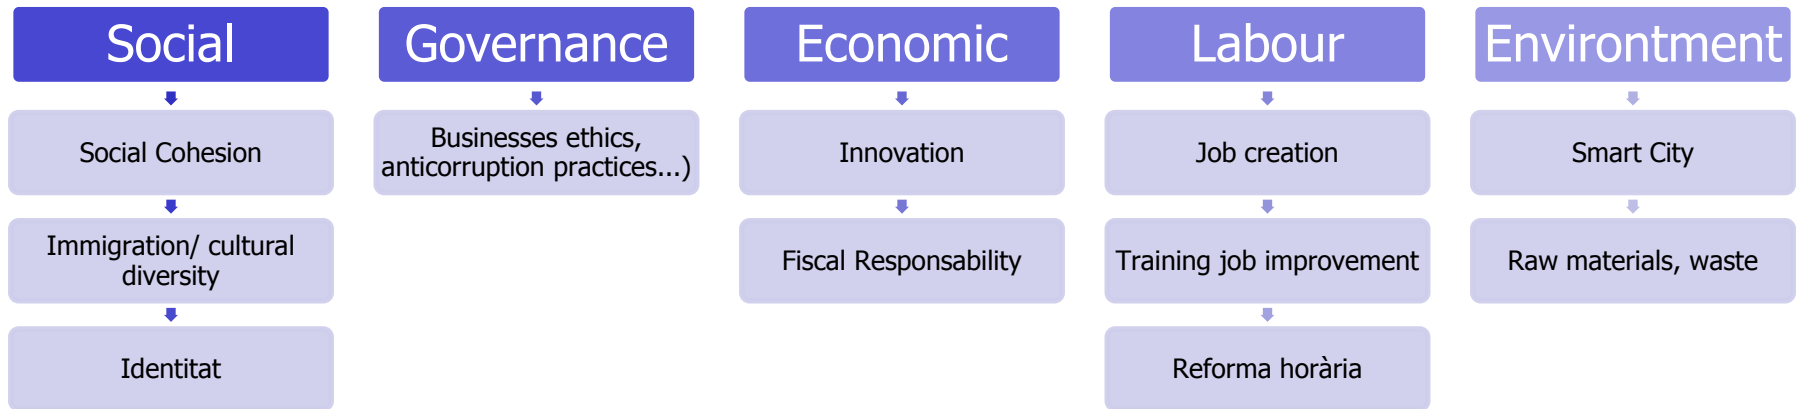 Social
Social Cohesion
Immigration/ cultural
diversity
Identitat
Governance
Businesses ethics,
anticorruption practices...)
Economic
Innovation
Fiscal Responsability
Labour
Job creation
Training job improvement
Reforma horària
Environtment
Smart City
Raw materials, waste